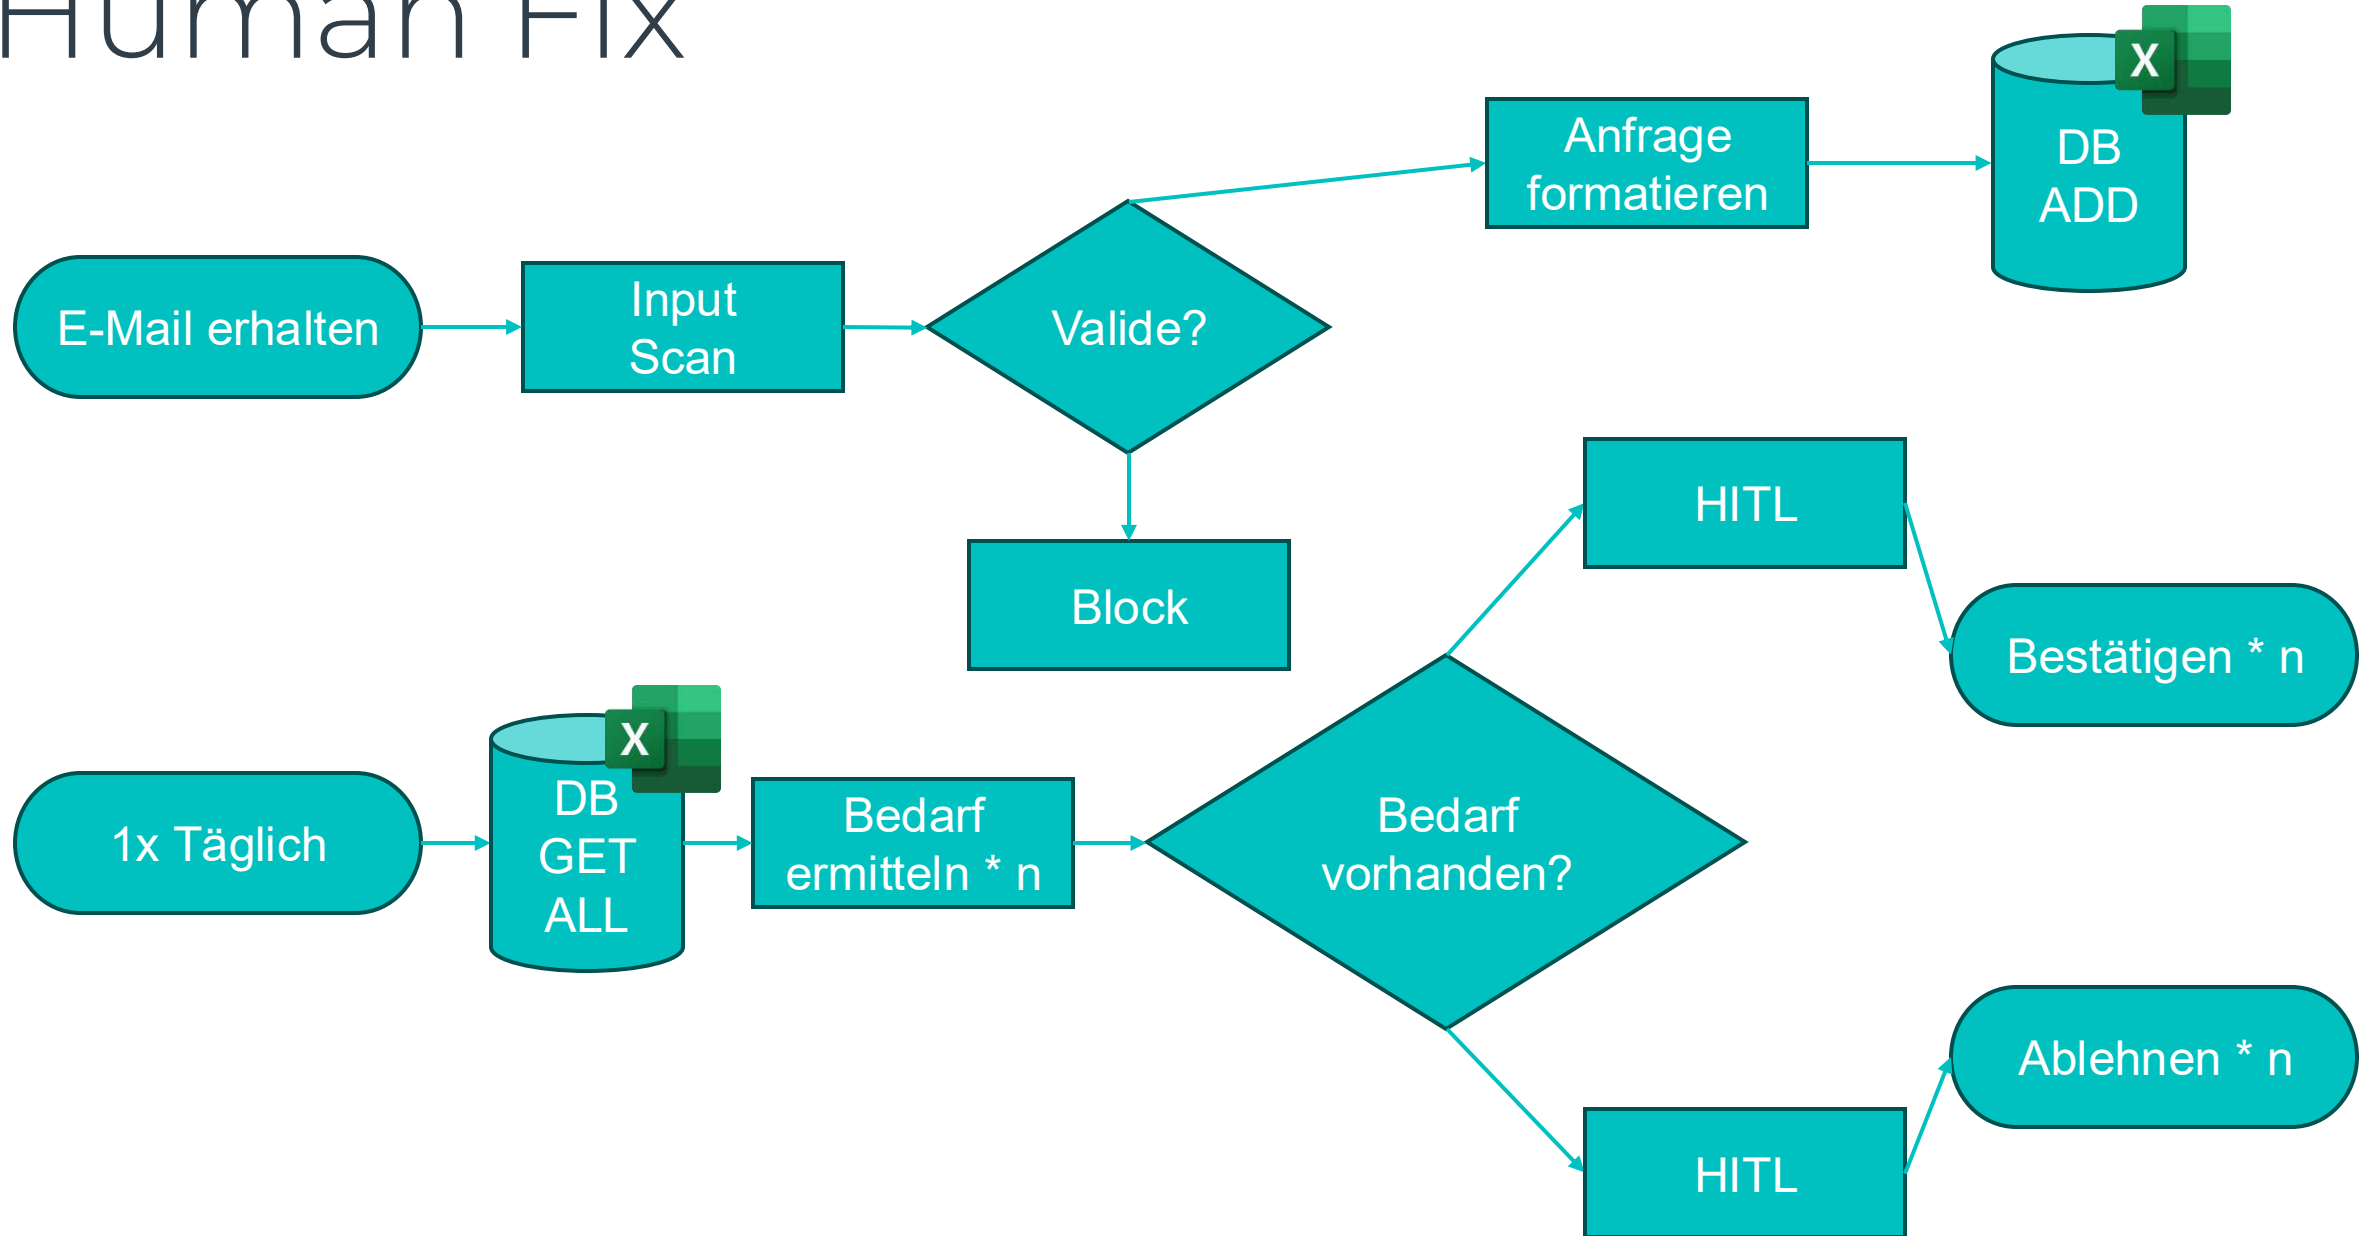 Human Fix
X
DB
ADD
Anfrage
formatieren
E-Mail erhalten
Input
Scan
Valide?
Block
HITL
Bestätigen * n
1x Täglich
X
DB
GET
ALL
Bedarf
ermitteln * n
Bedarf
vorhanden?
Ablehnen * n
HITL